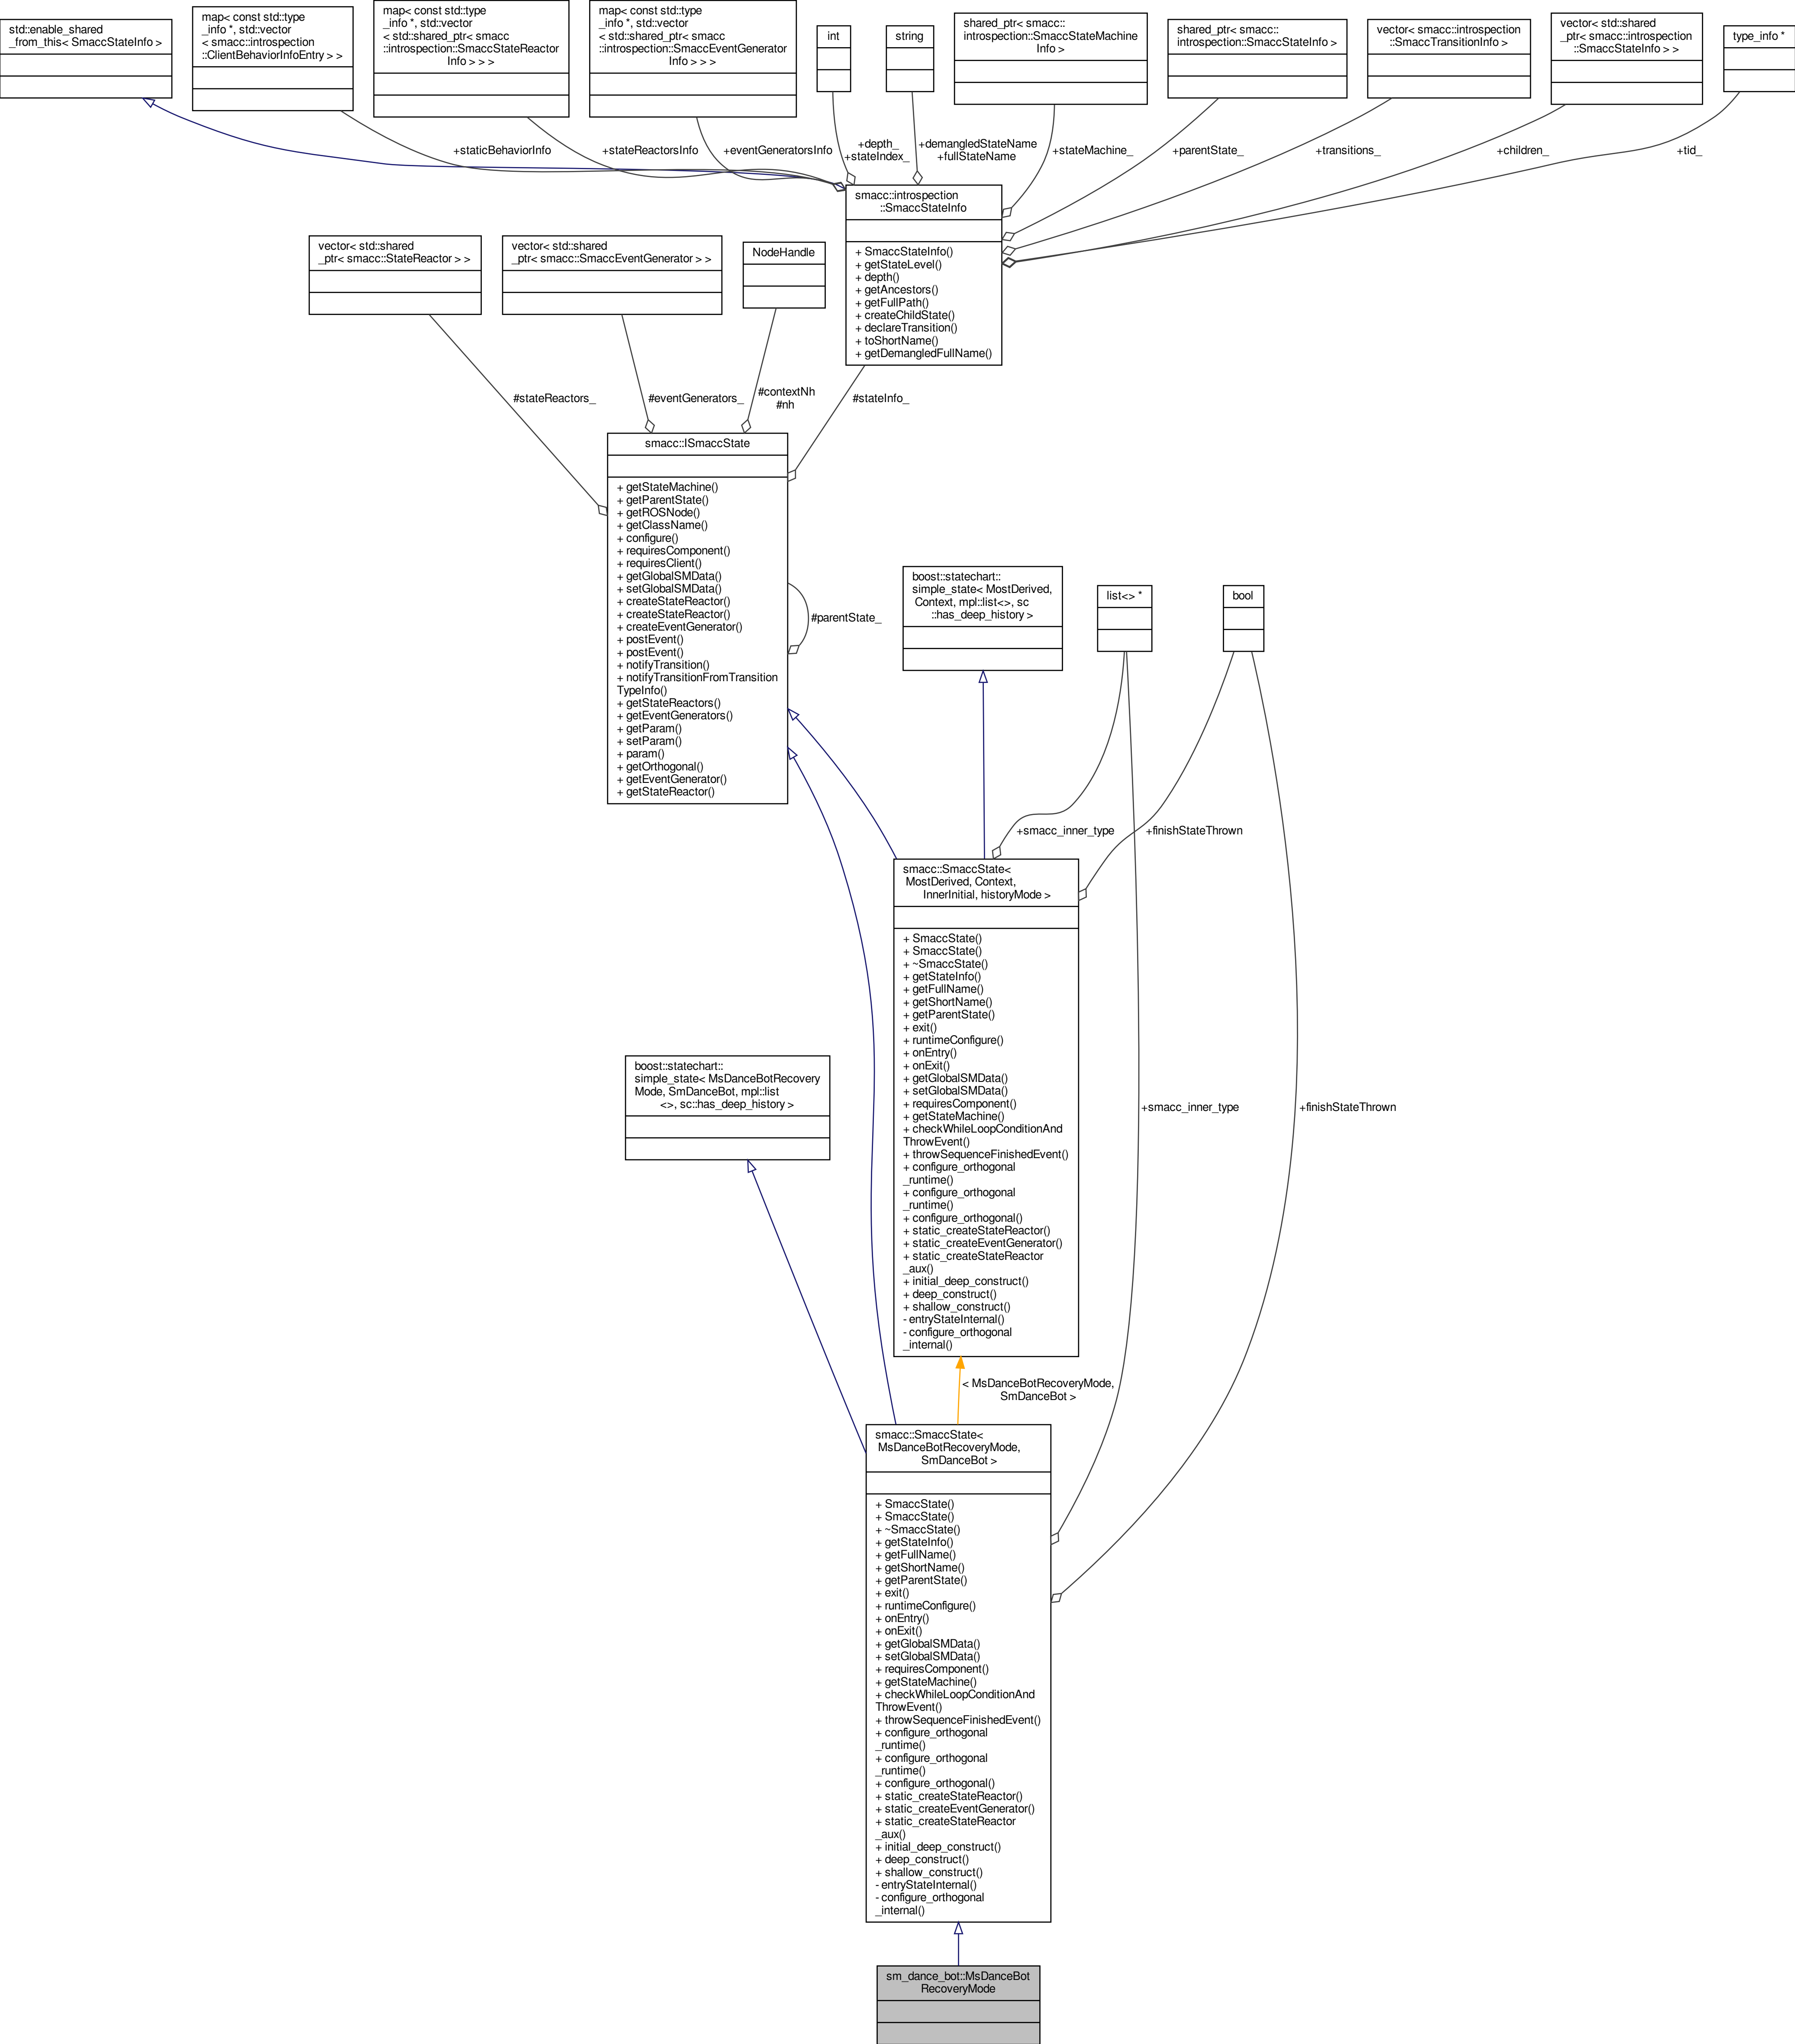 std::enable_shared
_from_this< SmaccStateInfo >
map< const std::type
_info *, std::vector
< smacc::introspection
::ClientBehaviorInfoEntry > >
map< const std::type
_info *, std::vector
< std::shared_ptr< smacc
::introspection::SmaccStateReactor
Info > > >
map< const std::type
_info *, std::vector
< std::shared_ptr< smacc
::introspection::SmaccEventGenerator
Info > > >
int
string
shared_ptr< smacc::
introspection::SmaccStateMachine
Info >
shared_ptr< smacc::
introspection::SmaccStateInfo >
vector< smacc::introspection
::SmaccTransitionInfo >
vector< std::shared
_ptr< smacc::introspection
::SmaccStateInfo > >
type_info *
+staticBehaviorInfo
+stateReactorsInfo
+eventGeneratorsInfo
+depth_
+stateIndex_
+demangledStateName
+fullStateName
+stateMachine_
+parentState_
+transitions_
+children_
+tid_
smacc::introspection
::SmaccStateInfo
+ SmaccStateInfo()
+ getStateLevel()
+ depth()
+ getAncestors()
+ getFullPath()
+ createChildState()
+ declareTransition()
+ toShortName()
+ getDemangledFullName()
vector< std::shared
_ptr< smacc::StateReactor > >
vector< std::shared
_ptr< smacc::SmaccEventGenerator > >
NodeHandle
#stateReactors_
#eventGenerators_
#contextNh
#nh
#stateInfo_
smacc::ISmaccState
+ getStateMachine()
+ getParentState()
+ getROSNode()
+ getClassName()
+ configure()
+ requiresComponent()
+ requiresClient()
+ getGlobalSMData()
+ setGlobalSMData()
+ createStateReactor()
+ createStateReactor()
+ createEventGenerator()
+ postEvent()
+ postEvent()
+ notifyTransition()
+ notifyTransitionFromTransition
TypeInfo()
+ getStateReactors()
+ getEventGenerators()
+ getParam()
+ setParam()
+ param()
+ getOrthogonal()
+ getEventGenerator()
+ getStateReactor()
#parentState_
boost::statechart::
simple_state< MostDerived,
Context, mpl::list<>, sc
::has_deep_history >
list<> *
bool
+smacc_inner_type
+finishStateThrown
smacc::SmaccState<
MostDerived, Context,
InnerInitial, historyMode >
+ SmaccState()
+ SmaccState()
+ ~SmaccState()
+ getStateInfo()
+ getFullName()
+ getShortName()
+ getParentState()
+ exit()
+ runtimeConfigure()
+ onEntry()
+ onExit()
+ getGlobalSMData()
+ setGlobalSMData()
+ requiresComponent()
+ getStateMachine()
+ checkWhileLoopConditionAnd
ThrowEvent()
+ throwSequenceFinishedEvent()
+ configure_orthogonal
_runtime()
+ configure_orthogonal
_runtime()
+ configure_orthogonal()
+ static_createStateReactor()
+ static_createEventGenerator()
+ static_createStateReactor
_aux()
+ initial_deep_construct()
+ deep_construct()
+ shallow_construct()
- entryStateInternal()
- configure_orthogonal
_internal()
boost::statechart::
simple_state< MsDanceBotRecovery
Mode, SmDanceBot, mpl::list
<>, sc::has_deep_history >
+smacc_inner_type
+finishStateThrown
< MsDanceBotRecoveryMode,
SmDanceBot >
smacc::SmaccState<
MsDanceBotRecoveryMode,
SmDanceBot >
+ SmaccState()
+ SmaccState()
+ ~SmaccState()
+ getStateInfo()
+ getFullName()
+ getShortName()
+ getParentState()
+ exit()
+ runtimeConfigure()
+ onEntry()
+ onExit()
+ getGlobalSMData()
+ setGlobalSMData()
+ requiresComponent()
+ getStateMachine()
+ checkWhileLoopConditionAnd
ThrowEvent()
+ throwSequenceFinishedEvent()
+ configure_orthogonal
_runtime()
+ configure_orthogonal
_runtime()
+ configure_orthogonal()
+ static_createStateReactor()
+ static_createEventGenerator()
+ static_createStateReactor
_aux()
+ initial_deep_construct()
+ deep_construct()
+ shallow_construct()
- entryStateInternal()
- configure_orthogonal
_internal()
sm_dance_bot::MsDanceBot
RecoveryMode